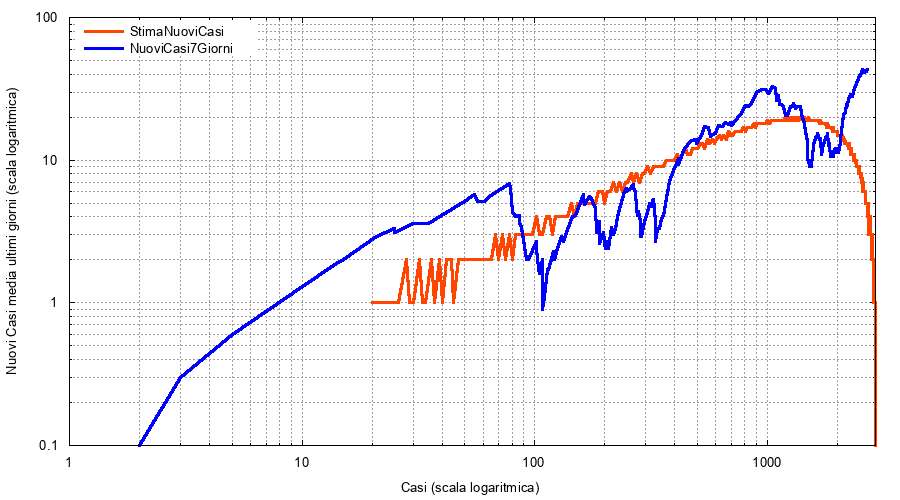 100
StimaNuoviCasi
NuoviCasi7Giorni
10
1
0.1
Nuovi Casi media ultimi giorni (scala logaritmica)
1
10
100
1000
Casi (scala logaritmica)